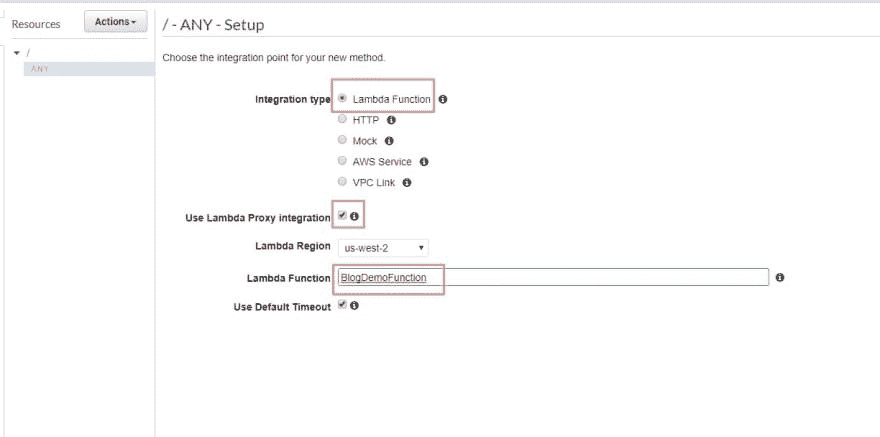 Resources
Actions
/ - ANY - Setup
/
ANY
Choose the integration point for your new method.
Integration type
Lambda Function
HTTP
Mock
AWS Service
VPC Link
Use Lambda Proxy integration
Lambda Region us-west-2
Lambda Function BlogDemoFunction
Use Default Timeout